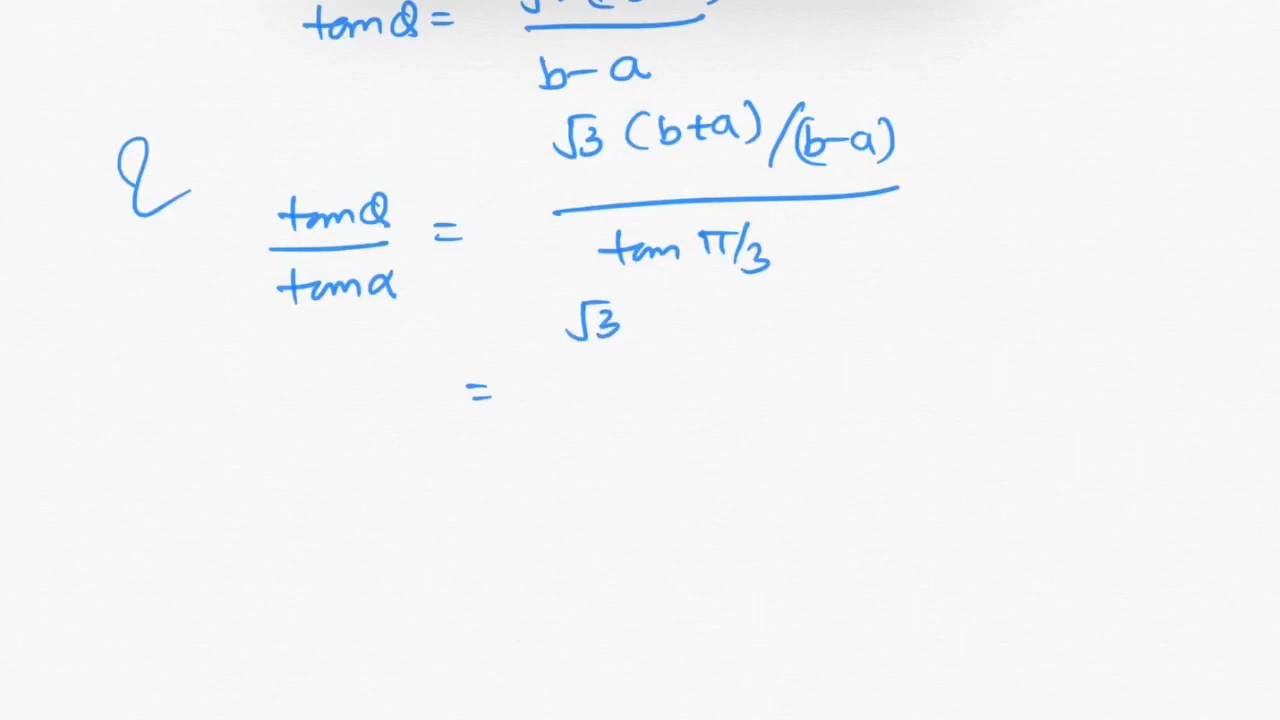 tanθ =
b-a
√3 (b+a)/(b-a)
tanθ =
tan π/3
tanα
√3
=